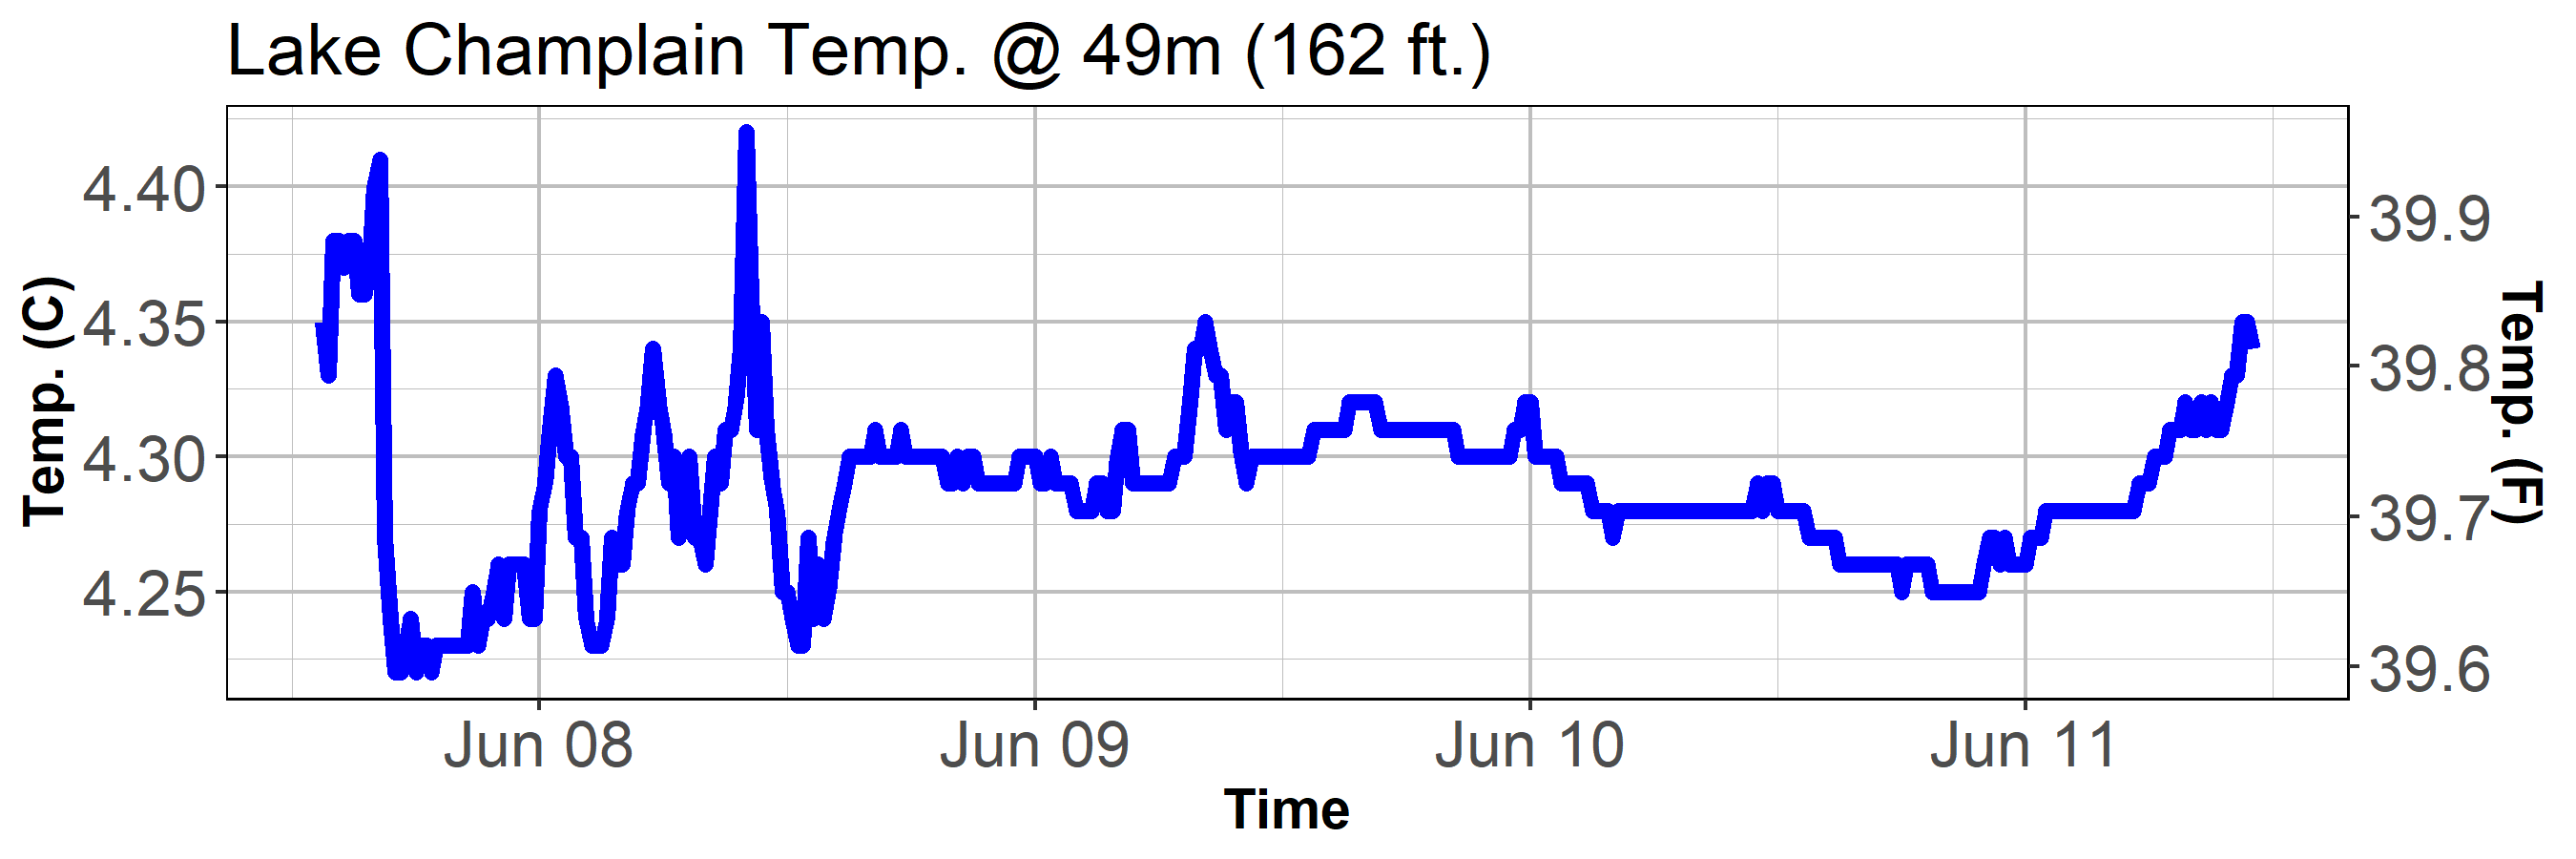 Lake Champlain Temp. @ 49m (162 ft.)
Temp. (C)
4.40
4.35
4.30
4.25
39.9
39.8
39.7
39.6
Temp. (F)
Jun 08 Jun 09 Jun 10 Jun 11
Time